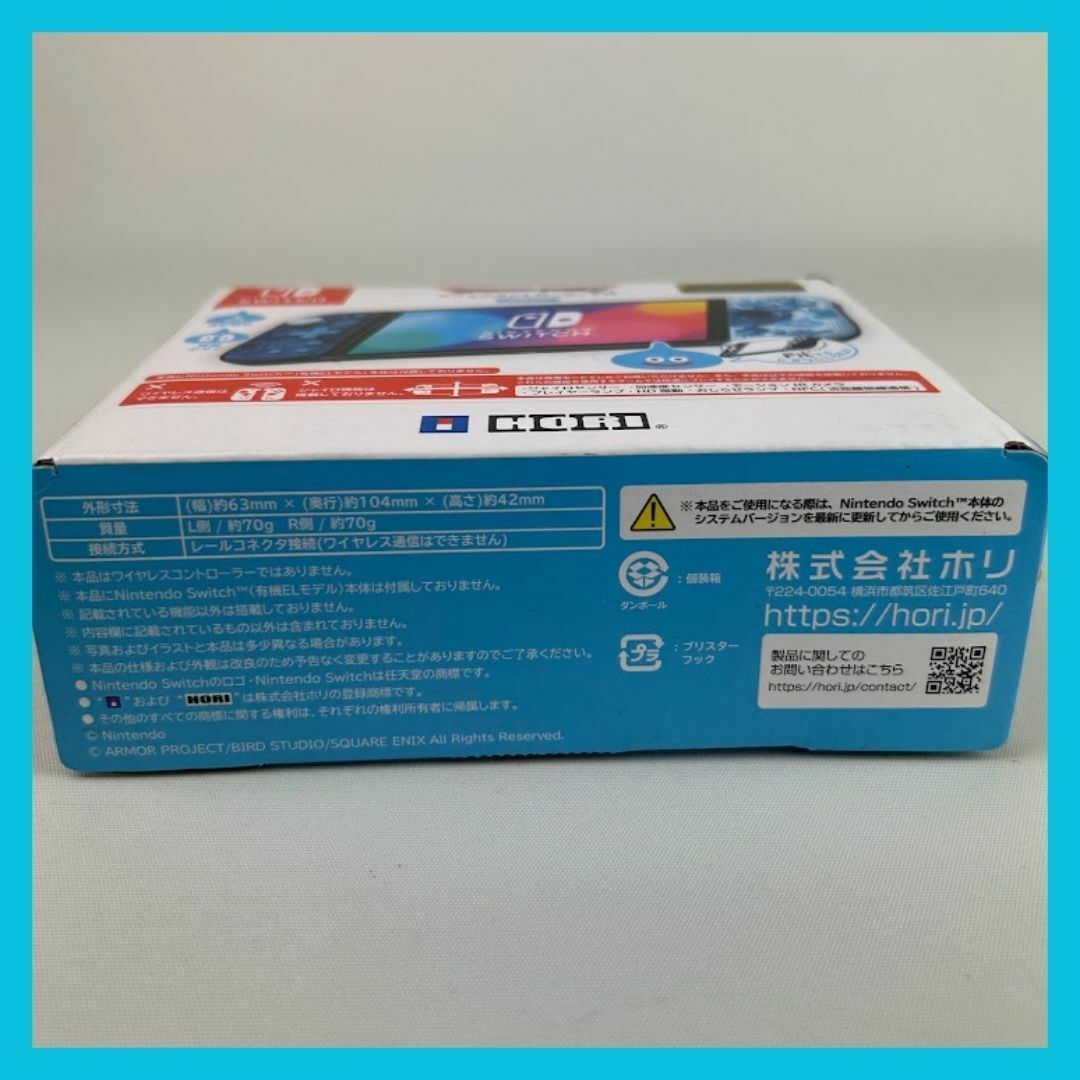 SWITCH
Fit
HORI®
外形寸法 (幅)約63mm × (奥行)約104mm × (高さ)約42mm
質量 L側 / 約70g R側 / 約70g
接続方式 レールコネクタ接続(ワイヤレス通信はできません)
※ 本品はワイヤレスコントローラーではありません。
※ 本品にNintendo Switch™(有機ELモデル)本体は付属しておりません。
※ 記載されている機能以外は搭載しておりません。
※ 内容欄に記載されているもの以外は含まれておりません。
※ 写真およびイラストと本品は多少異なる場合があります。
※ 本品の仕様および外観は改良のため予告なく変更することがありますのでご了承ください。
● Nintendo Switchのロゴ・Nintendo Switchは任天堂の商標です。
● " " および "HORI" は株式会社ホリの登録商標です。
● その他のすべての商標に関する権利は、それぞれの権利所有者に帰属します。
© Nintendo
© ARMOR PROJECT/BIRD STUDIO/SQUARE ENIX All Rights Reserved.
※本品をご使用になる際は、Nintendo Switch™本体の
システムバージョンを最新に更新してからご使用ください。
ダンボール
: 個装箱
プラ
: ブリスター
フック
株式会社ホリ
〒224-0054 横浜市都筑区佐江戸町640
https://hori.jp/
製品に関しての
お問い合わせはこちら
https://hori.jp/contact/